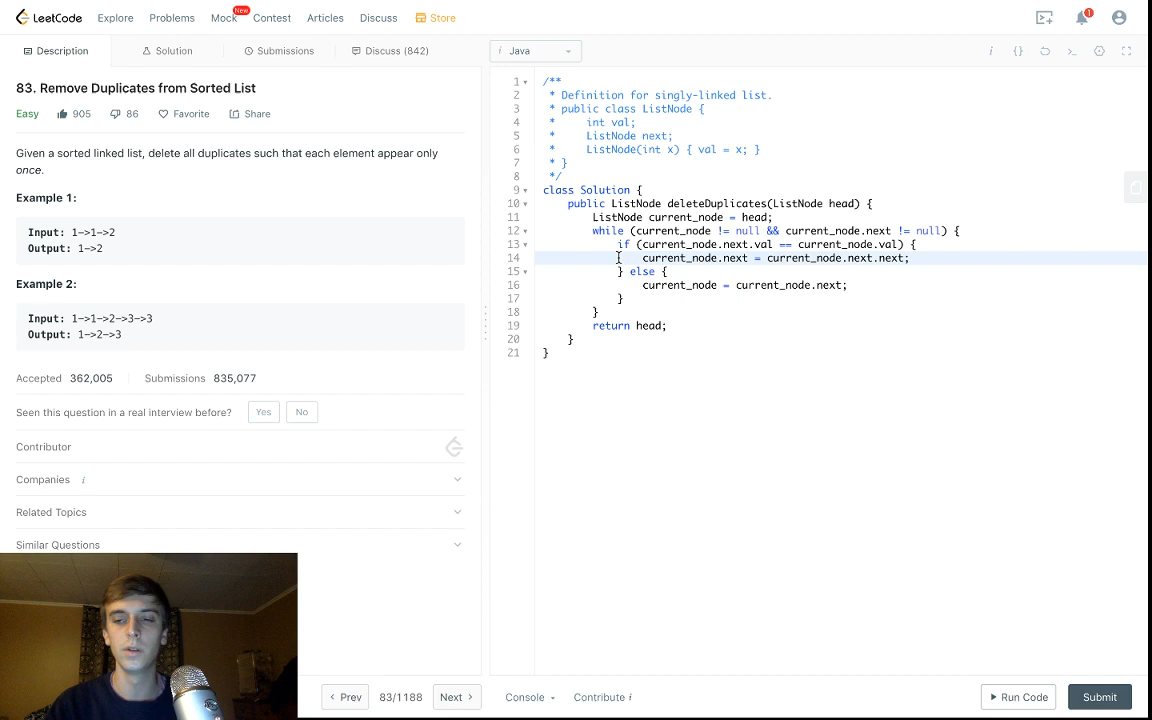 LeetCode Explore Problems Mock New Contest Articles Discuss Store 1
Description Solution Submissions Discuss (842)
83. Remove Duplicates from Sorted List
Easy 905 86 Favorite Share
Given a sorted linked list, delete all duplicates such that each element appear only
once.
Example 1:
Input: 1->1->2
Output: 1->2
Example 2:
Input: 1->1->2->3->3
Output: 1->2->3
Accepted 362,005 Submissions 835,077
Seen this question in a real interview before? Yes No
Contributor
Companies i
Related Topics
Similar Questions
i Java i {} >_
1 /**
2 * Definition for singly-linked list.
3 * public class ListNode {
4 * int val;
5 * ListNode next;
6 * ListNode(int x) { val = x; }
7 * }
8 */
9 class Solution {
10 public ListNode deleteDuplicates(ListNode head) {
11 ListNode current_node = head;
12 while (current_node != null && current_node.next != null) {
13 if (current_node.next.val == current_node.val) {
14 current_node.next = current_node.next.next;
15 } else {
16 current_node = current_node.next;
17 }
18 }
19 return head;
20 }
21 }
Prev 83/1188 Next Console Contribute i Run Code Submit